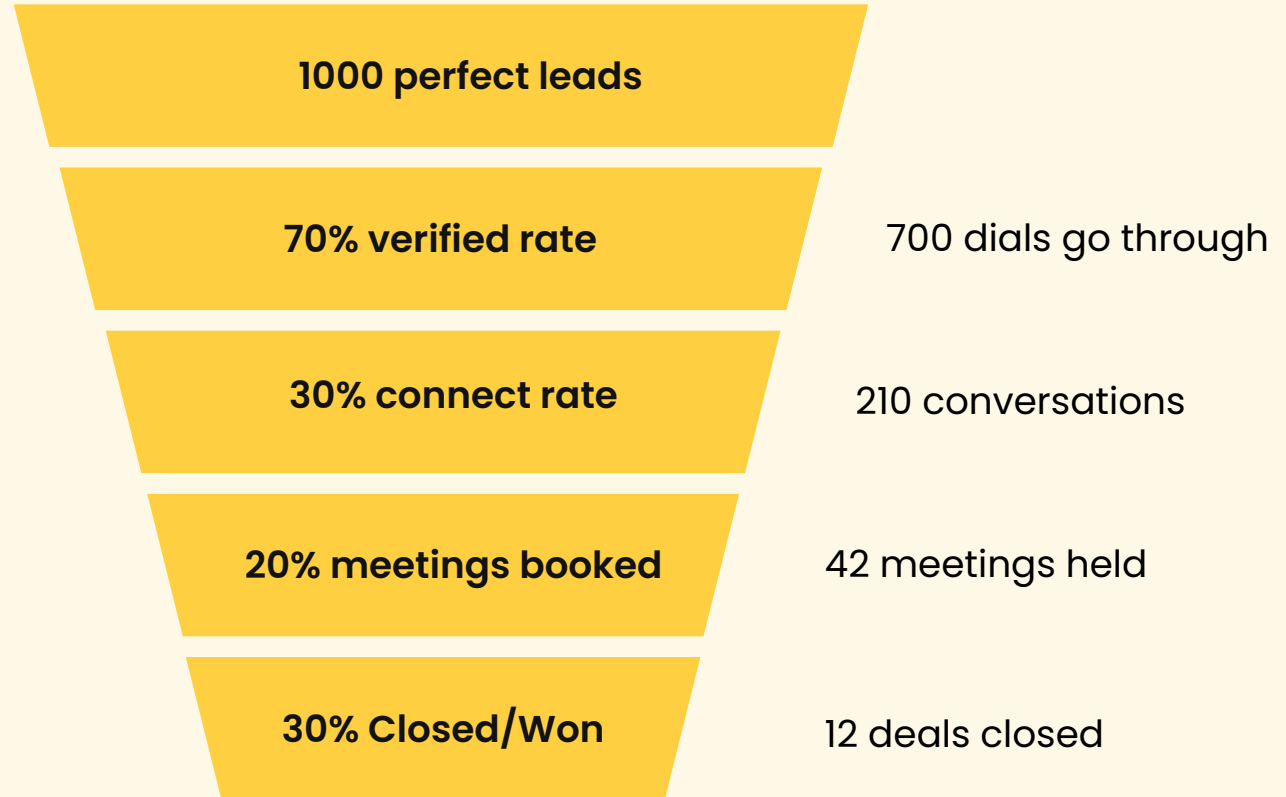 1000 perfect leads
70% verified rate
700 dials go through
30% connect rate
210 conversations
20% meetings booked
42 meetings held
30% Closed/Won
12 deals closed